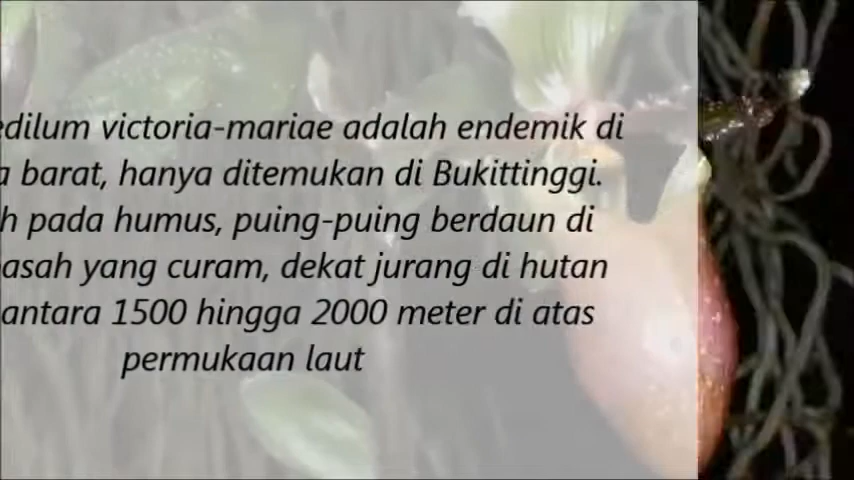 edilum victoria-mariae adalah endemik di
a barat, hanya ditemukan di Bukittinggi.
h pada humus, puing-puing berdaun di
basah yang curam, dekat jurang di hutan
antara 1500 hingga 2000 meter di atas
permukaan laut